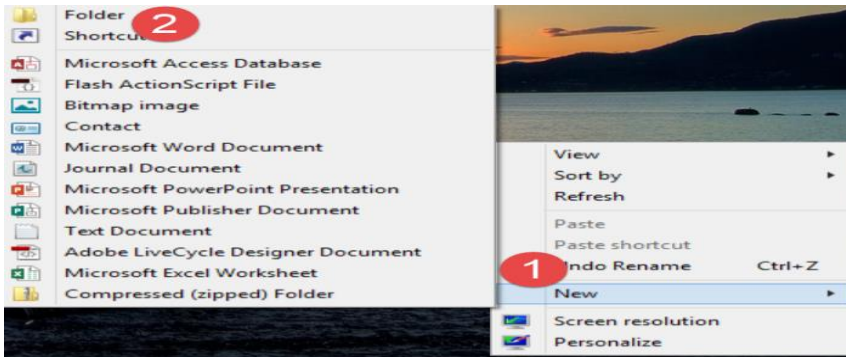 Folder
2
Shortcu
Microsoft Access Database
Flash ActionScript File
Bitmap image
Contact
Microsoft Word Document
Journal Document
Microsoft PowerPoint Presentation
Microsoft Publisher Document
Text Document
Adobe LiveCycle Designer Document
Microsoft Excel Worksheet
Compressed (zipped) Folder
View
Sort by
Refresh
Paste
Paste shortcut
1
ndo Rename Ctrl+Z
New
Screen resolution
Personalize